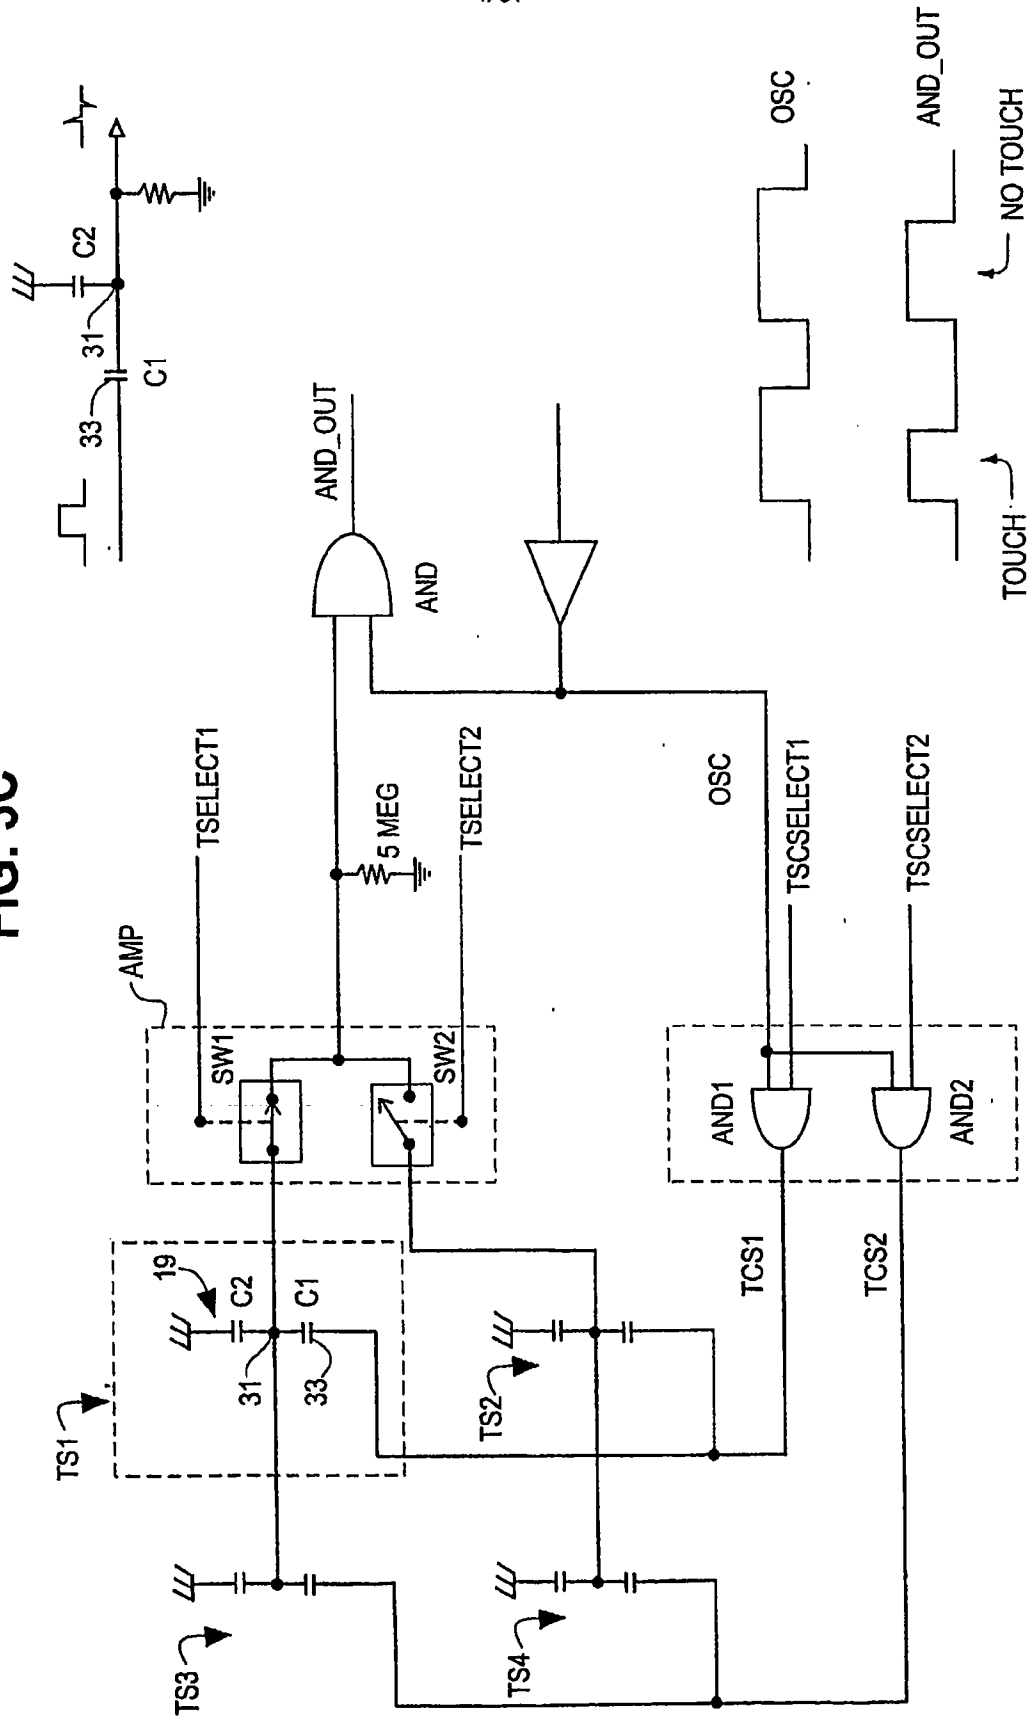 FIG. 3C
TS1
TS3
TS2
TS4
19
C2
31
C1
33
AMP
SW1
SW2
TSELECT1
TSELECT2
5 MEG
AND
AND_OUT
33
31
C2
C1
TCS1
TCS2
AND1
AND2
OSC
TSCSELECT1
TSCSELECT2
OSC
AND_OUT
TOUCH
NO TOUCH